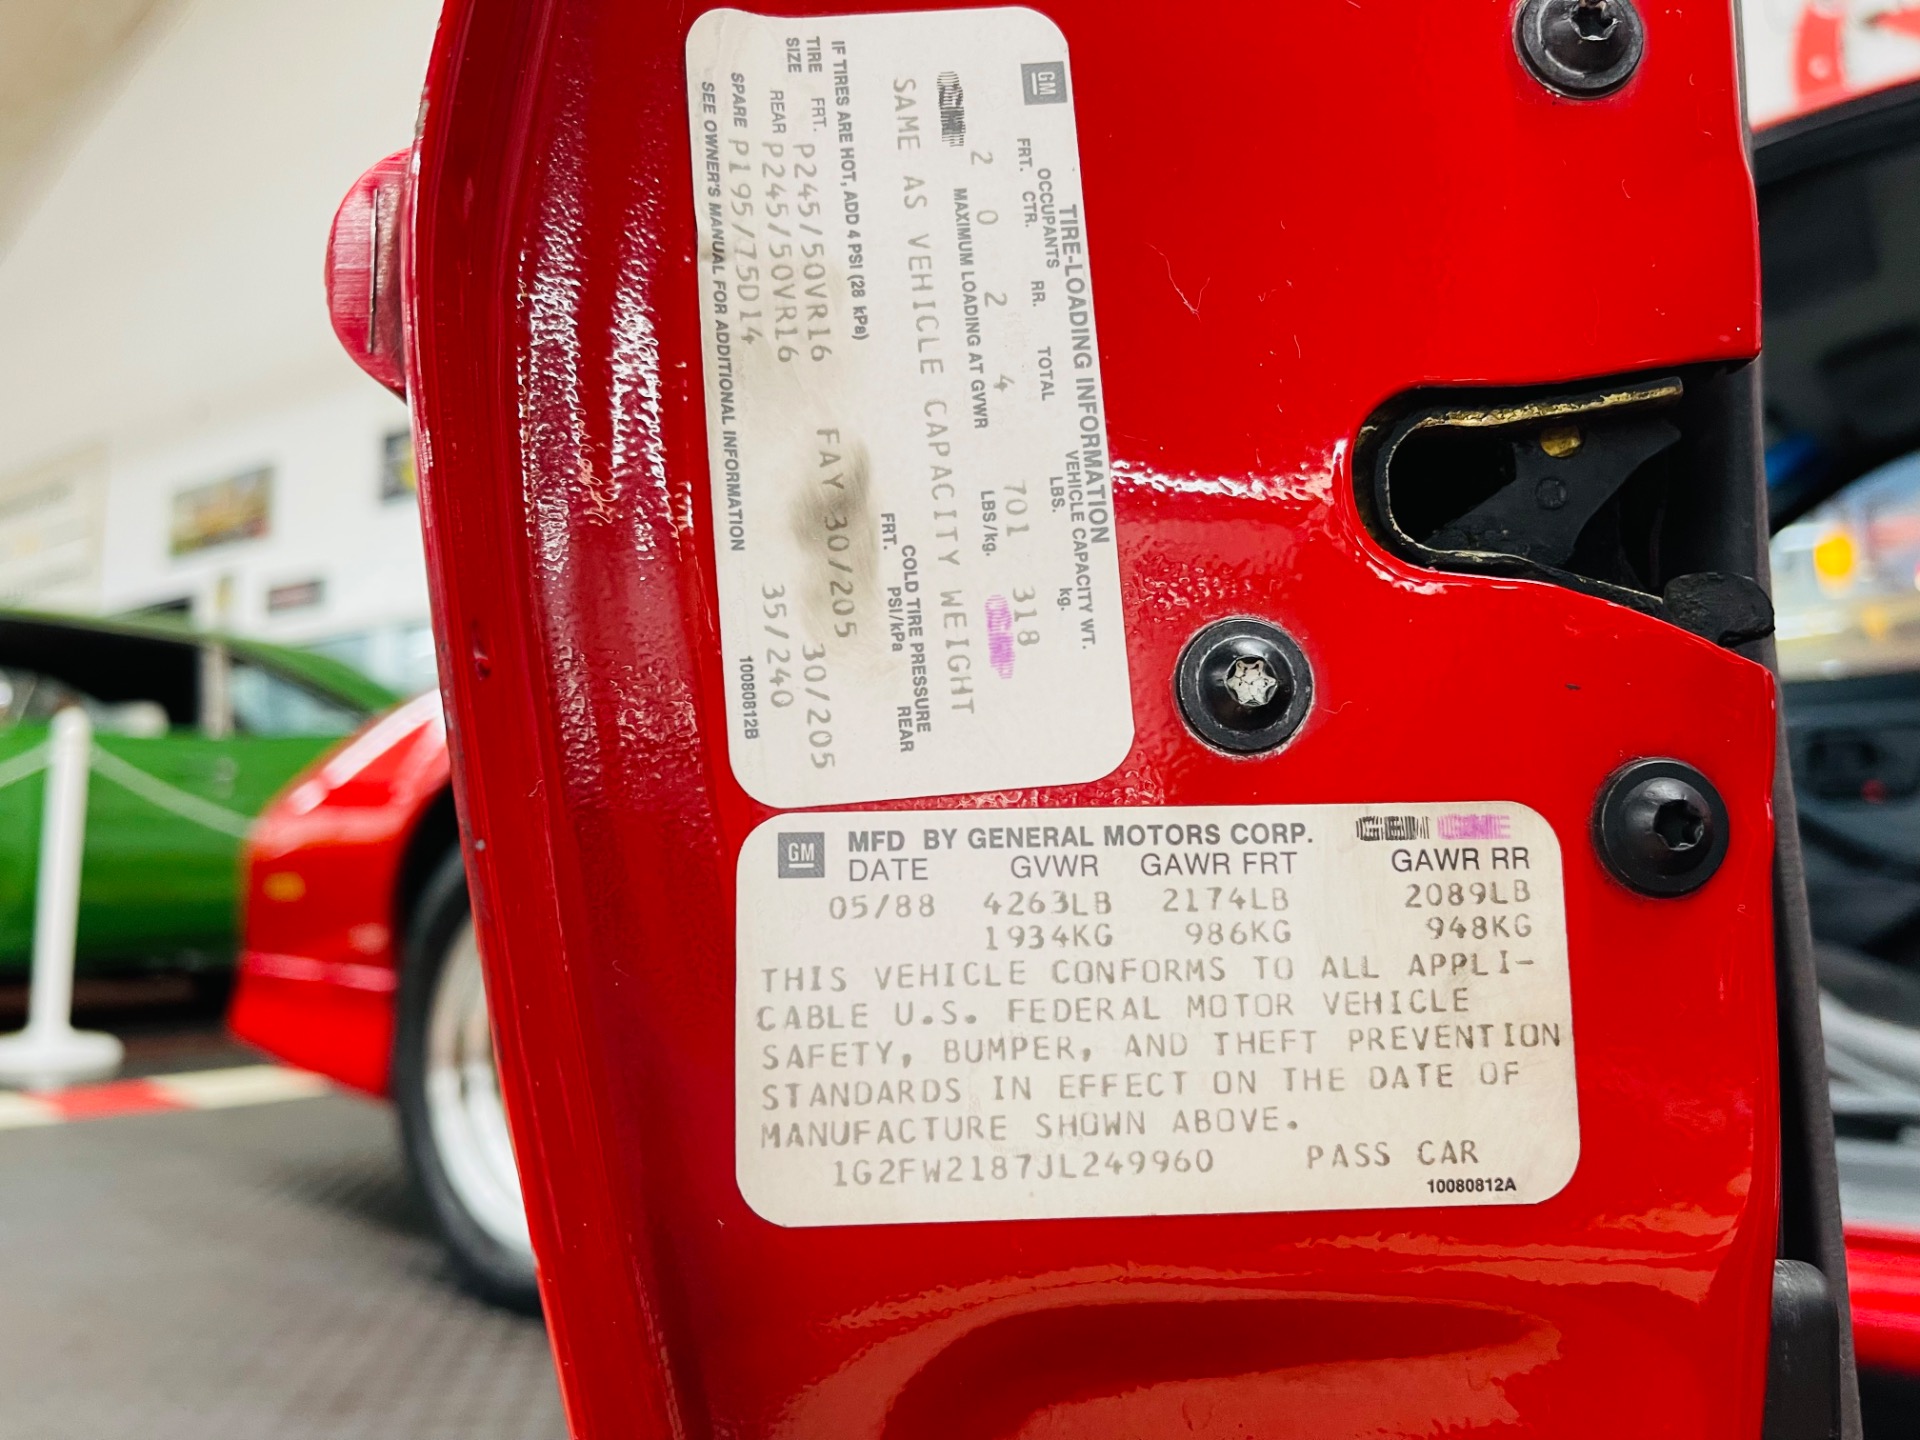 GM
TIRE-LOADING INFORMATION
OCCUPANTS VEHICLE CAPACITY WT.
FRT. CTR. RR. TOTAL LBS. kg.
2 0 2 4 701 318
MAXIMUM LOADING AT GVWR LBS/kg.
SAME AS VEHICLE CAPACITY WEIGHT
COLD TIRE PRESSURE
FRT. PSI/kPa REAR
IF TIRES ARE HOT, ADD 4 PSI (28 kPa)
TIRE SIZE FRT. P245/50VR16 FAY 30/205 30/205
REAR P245/50VR16
SPARE P195/75D14 35/240
SEE OWNER'S MANUAL FOR ADDITIONAL INFORMATION 10080812B
GM MFD BY GENERAL MOTORS CORP.
DATE GVWR GAWR FRT GAWR RR
05/88 4263LB 2174LB 2089LB
1934KG 986KG 948KG
THIS VEHICLE CONFORMS TO ALL APPLI-
CABLE U.S. FEDERAL MOTOR VEHICLE
SAFETY, BUMPER, AND THEFT PREVENTION
STANDARDS IN EFFECT ON THE DATE OF
MANUFACTURE SHOWN ABOVE.
1G2FW2187JL249960 PASS CAR
10080812A